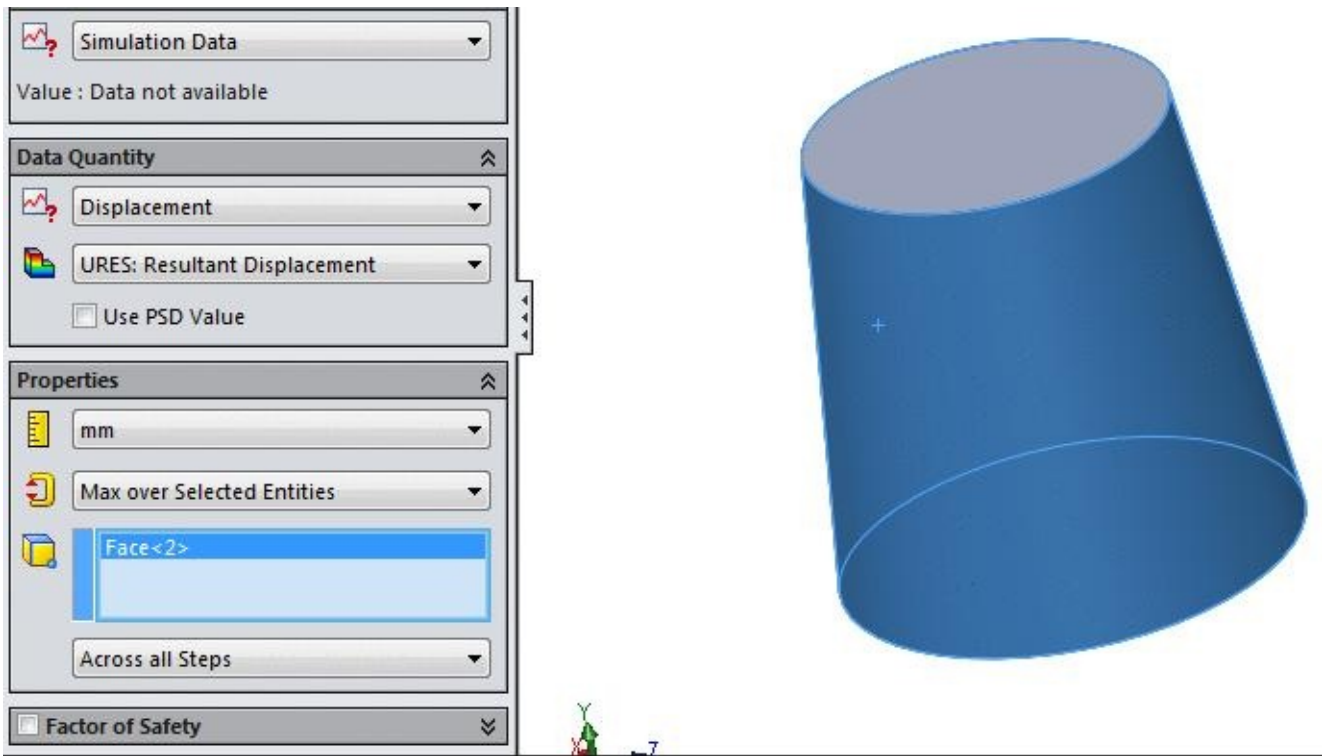 Simulation Data
Value : Data not available
Data Quantity
Displacement
URES: Resultant Displacement
Use PSD Value
Properties
mm
Max over Selected Entities
Face<2>
Across all Steps
Factor of Safety
Y
X
Z